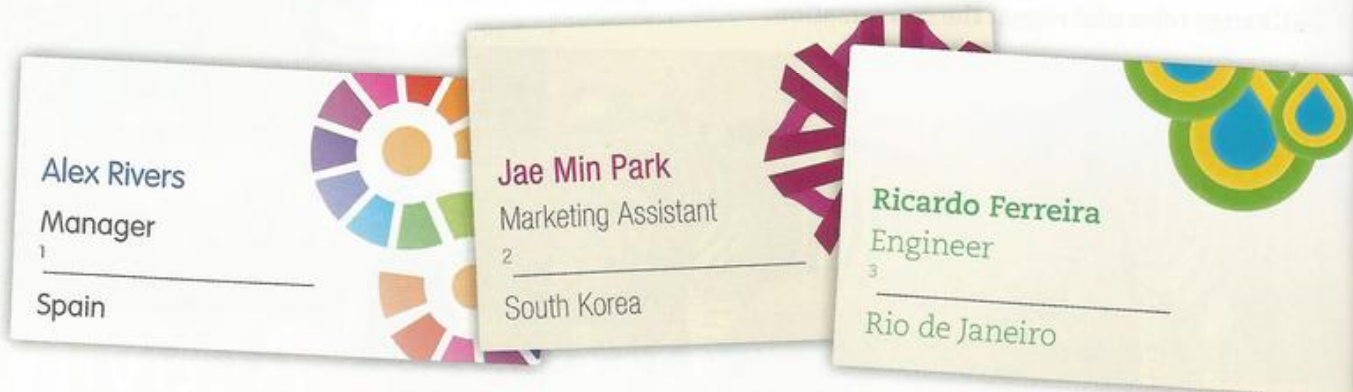 Alex Rivers
Manager
1
Spain
Jae Min Park
Marketing Assistant
2
South Korea
Ricardo Ferreira
Engineer
3
Rio de Janeiro